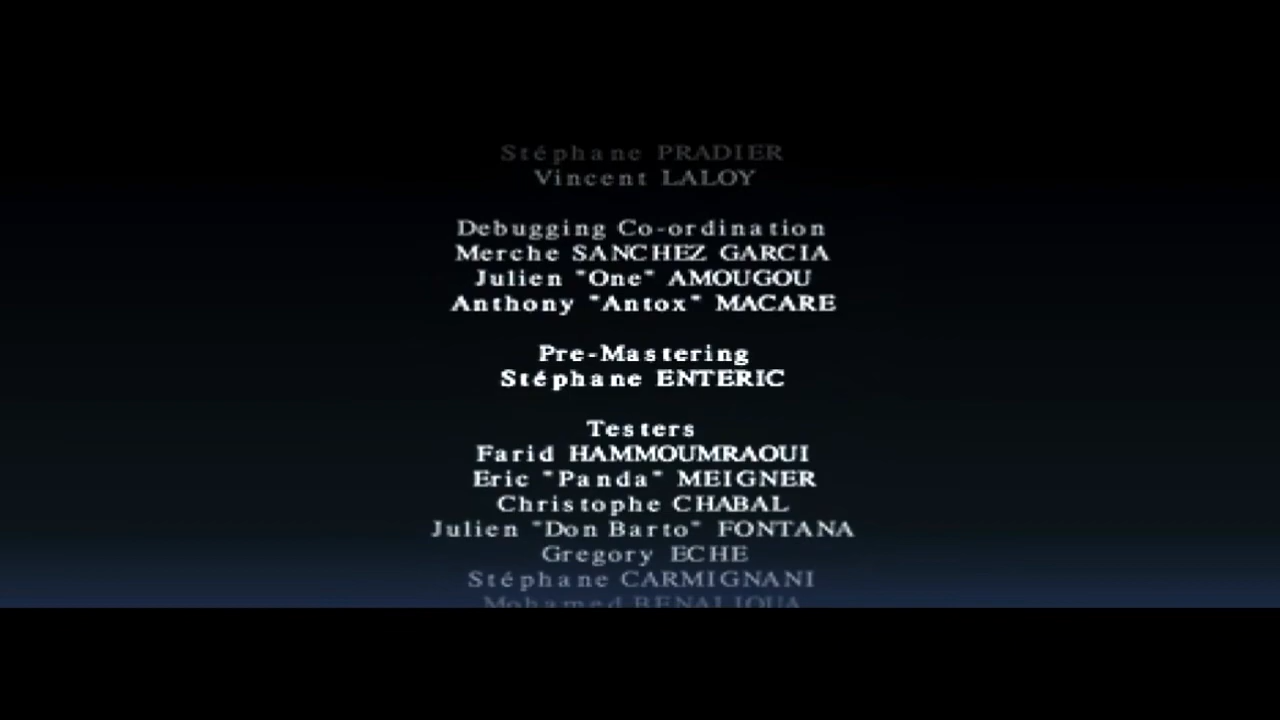 Stéphane PRADIER
Vincent LALOY
Debugging Co-ordination
Merche SANCHEZ GARCIA
Julien "One" AMOUGOU
Anthony "Antox" MACARE
Pre-Mastering
Stéphane ENTERIC
Testers
Farid HAMMOUMRAOUI
Eric "Panda" MEIGNER
Christophe CHABAL
Julien "Don Barto" FONTANA
Gregory ECHE
Stéphane CARMIGNANI
Mohamed